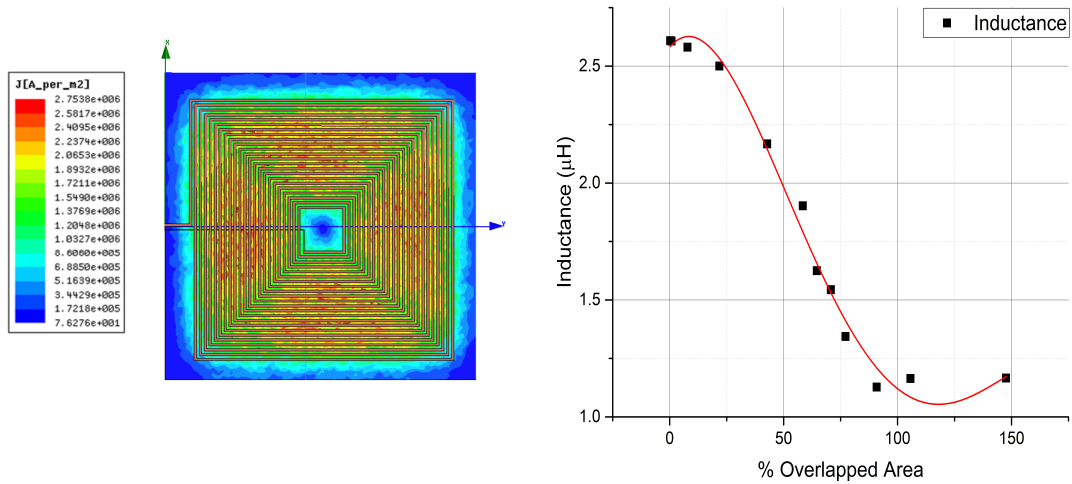 J[A_per_m2]
2.7538e+006
2.5817e+006
2.4095e+006
2.2374e+006
2.0653e+006
1.8932e+006
1.7211e+006
1.5490e+006
1.3769e+006
1.2048e+006
1.0327e+006
8.6060e+005
6.8850e+005
5.1639e+005
3.4429e+005
1.7218e+005
7.6276e+001
X
Y
Inductance
2.5
2.0
1.5
1.0
Inductance (μH)
0
50
100
150
% Overlapped Area